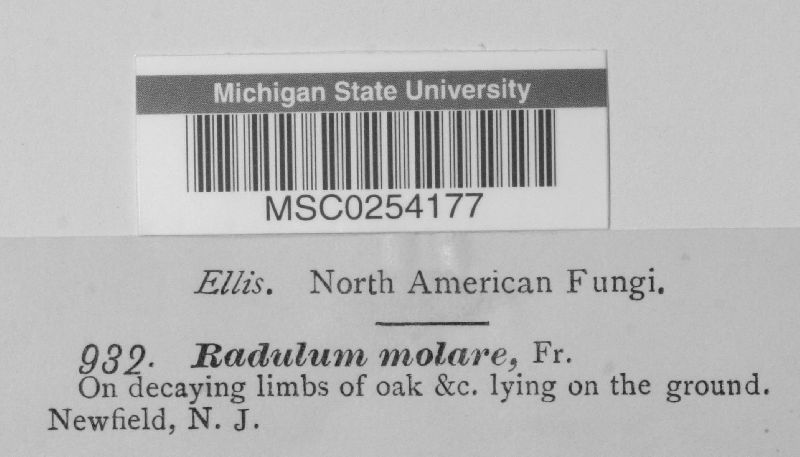 Michigan State University
MSC0254177
Ellis. North American Fungi.
932. Radulum molare, Fr.
On decaying limbs of oak &c. lying on the ground.
Newfield, N. J.